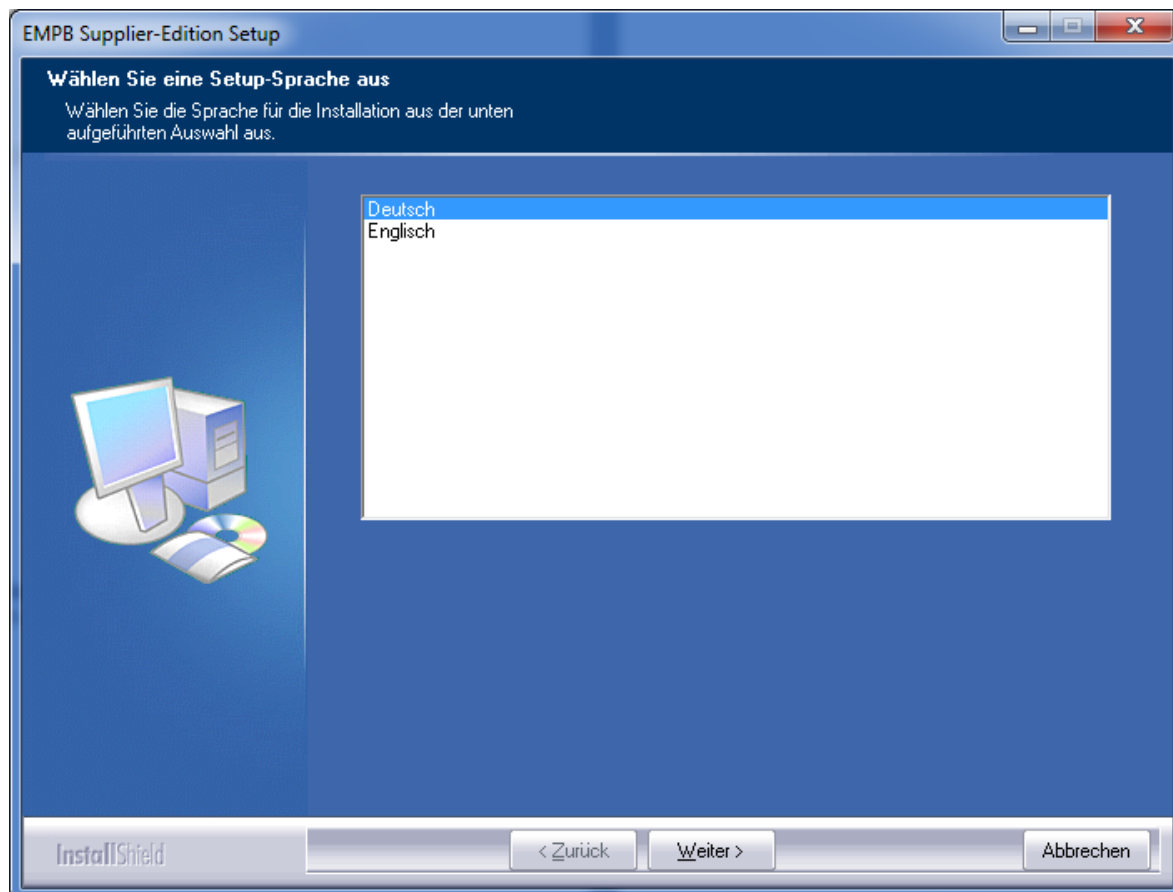 EMPB Supplier-Edition Setup
Wählen Sie eine Setup-Sprache aus
Wählen Sie die Sprache für die Installation aus der unten
aufgeführten Auswahl aus.
Deutsch
Englisch
InstallShield
< Zurück
Weiter >
Abbrechen